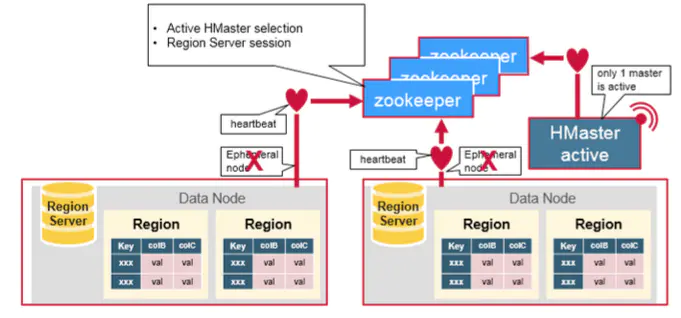 Active HMaster selection
Region Server session
zookeeper
zookeeper
zookeeper
only 1 master
is active
HMaster
active
heartbeat
Ephemeral
node
heartbeat
Ephemeral
node
Region
Server
Data Node
Region
Key colB colC
xxx val val
xxx val val
Region
Key colB colC
xxx val val
xxx val val
Region
Server
Data Node
Region
Key colB colC
xxx val val
xxx val val
Region
Key colB colC
xxx val val
xxx val val